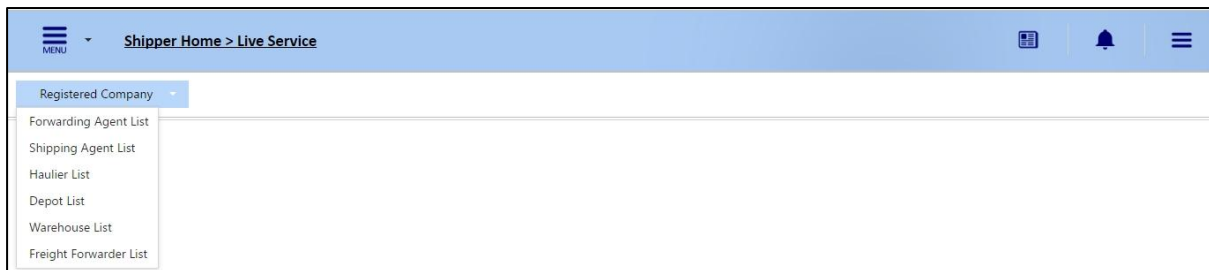 MENU
Shipper Home > Live Service
Registered Company
Forwarding Agent List
Shipping Agent List
Haulier List
Depot List
Warehouse List
Freight Forwarder List